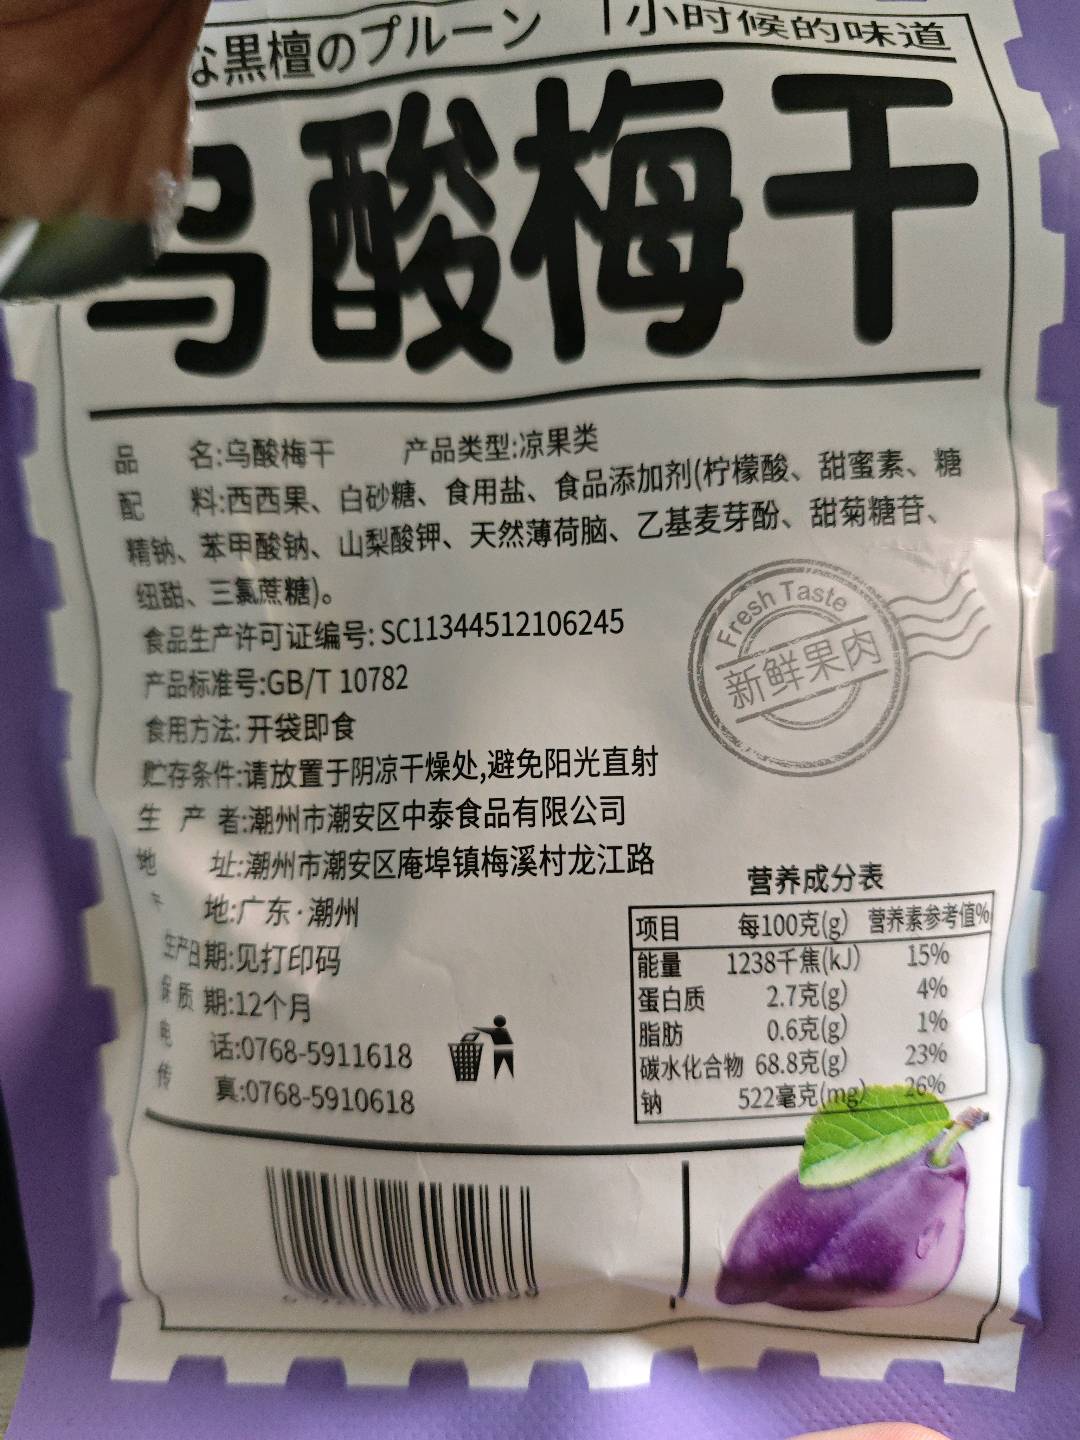 な黒檀のプルーン 「小时候的味道
乌酸梅干
品 名:乌酸梅干 产品类型:凉果类
配 料:西西果、白砂糖、食用盐、食品添加剂(柠檬酸、甜蜜素、糖
精钠、苯甲酸钠、山梨酸钾、天然薄荷脑、乙基麦芽酚、甜菊糖苷、
纽甜、三氯蔗糖)。
食品生产许可证编号: SC11344512106245
产品标准号:GB/T 10782
食用方法: 开袋即食
贮存条件:请放置于阴凉干燥处,避免阳光直射
生 产 者:潮州市潮安区中泰食品有限公司
地 址:潮州市潮安区庵埠镇梅溪村龙江路
地:广东·潮州
生产日期:见打印码
保 质 期:12个月
电 话:0768-5911618
传 真:0768-5910618
Fresh Taste
新鲜果肉
营养成分表
项目 每100克(g) 营养素参考值%
能量 1238千焦(kJ) 15%
蛋白质 2.7克(g) 4%
脂肪 0.6克(g) 1%
碳水化合物 68.8克(g) 23%
钠 522毫克(mg) 26%